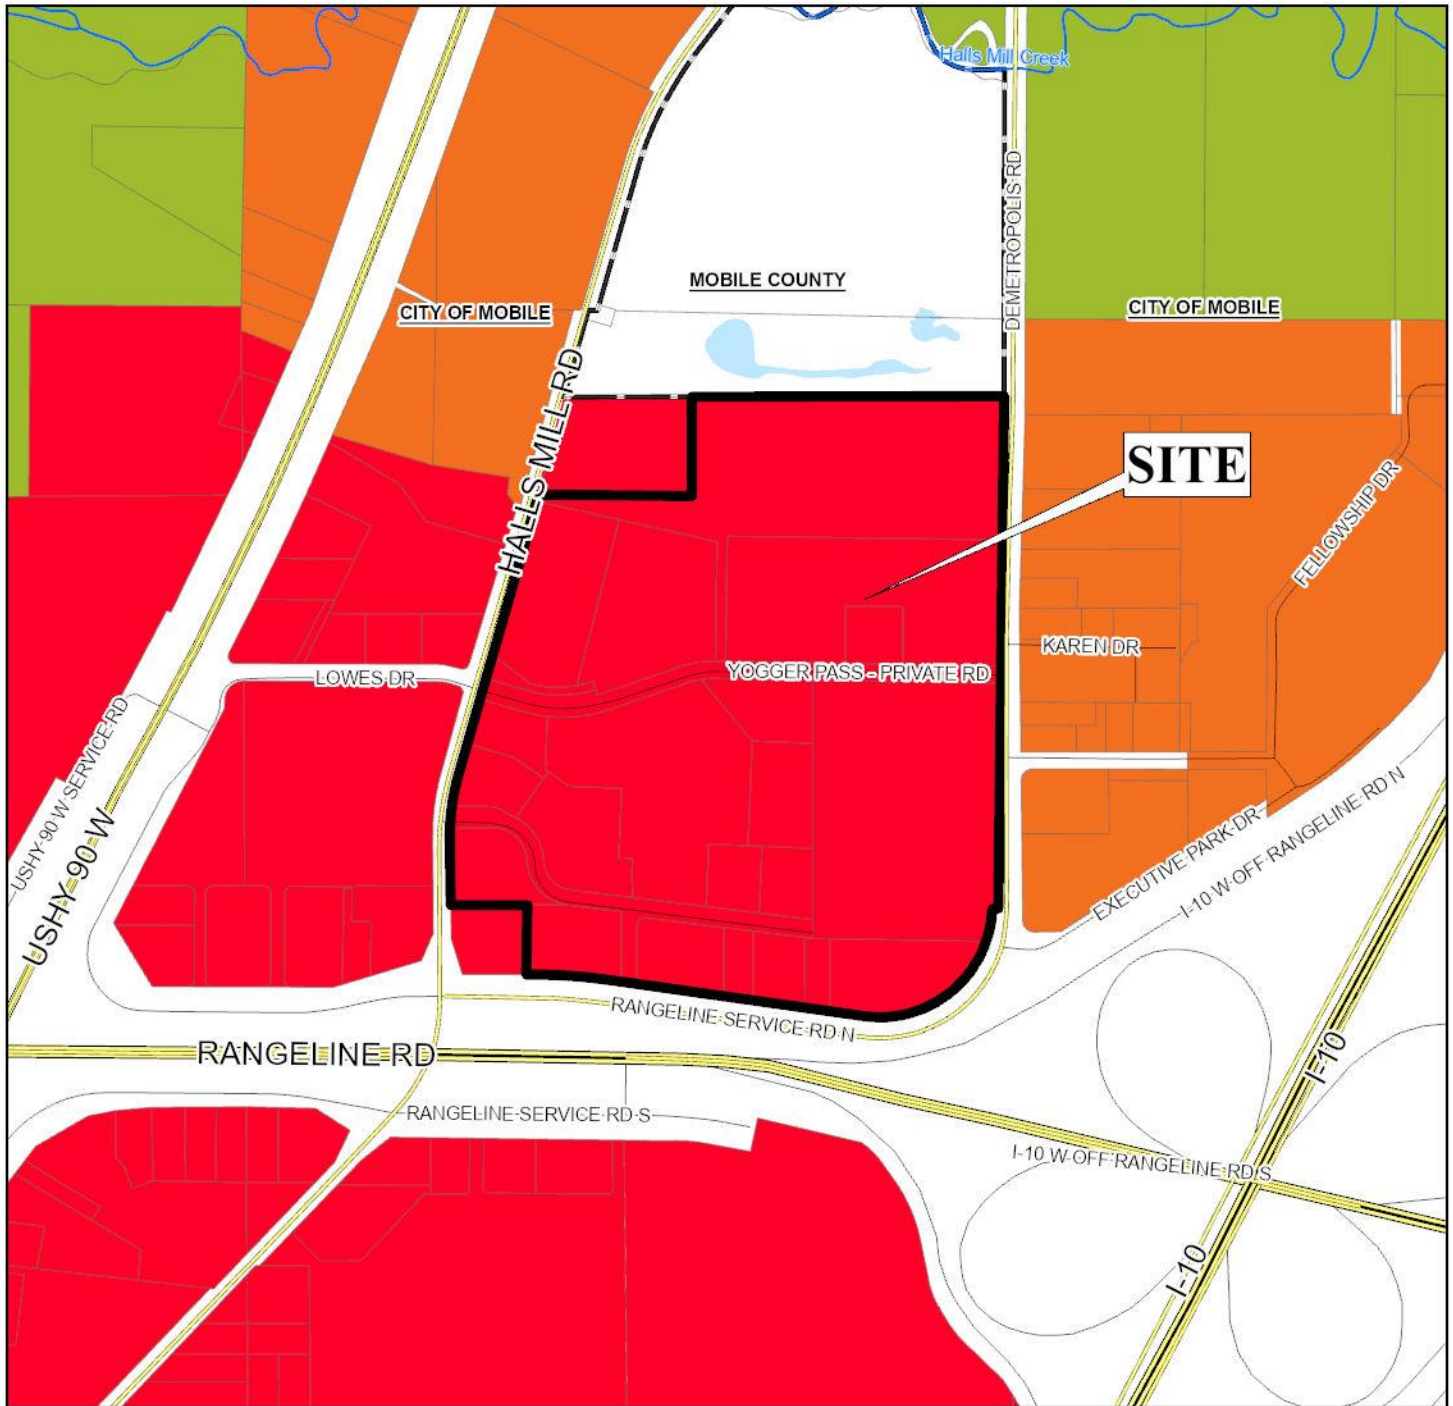 Halls Mill Creek
DEMETROPOLIS RD
MOBILE COUNTY
CITY OF MOBILE
CITY OF MOBILE
HALLS MILL RD
SITE
FELLOWSHIP DR
KAREN DR
YOGGER PASS - PRIVATE RD
LOWES DR
USHY 90 W SERVICE RD
USHY 90 W
EXECUTIVE PARK DR
I-10 W OFF RANGELINE RD N
RANGELINE SERVICE RD N
RANGELINE RD
I-10
RANGELINE SERVICE RD S
I-10 W OFF RANGELINE RD S
I-10